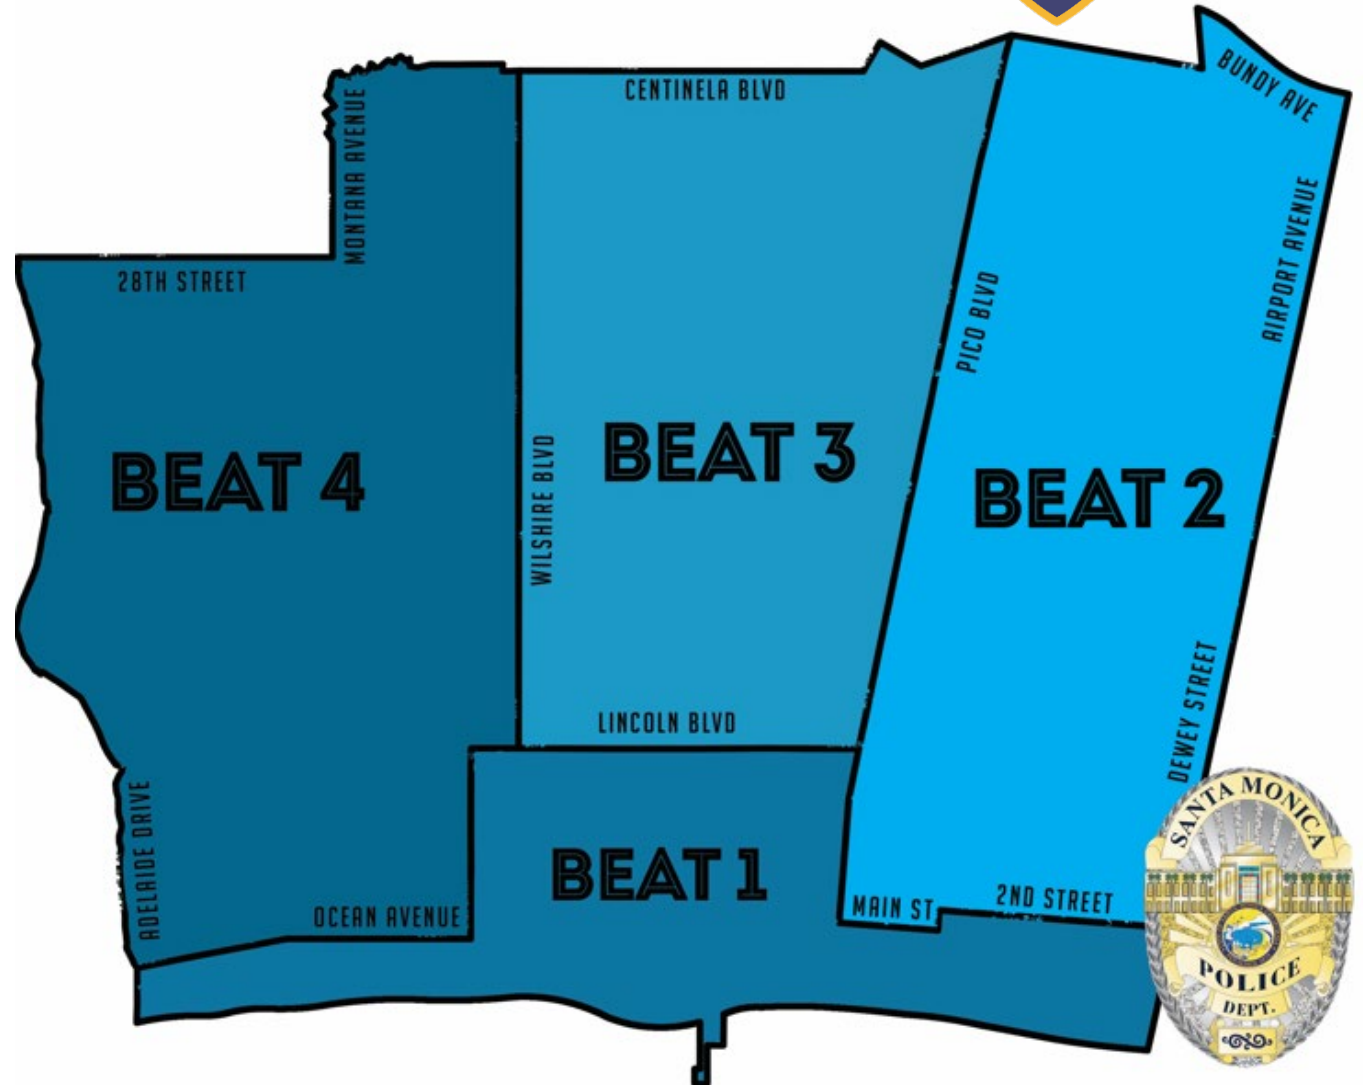 CENTINELA BLVD
BUNDY AVE
MONTANA AVENUE
28TH STREET
AIRPORT AVENUE
PICO BLVD
BEAT 4
BEAT 3
BEAT 2
WILSHIRE BLVD
LINCOLN BLVD
DEWEY STREET
ADELAIDE DRIVE
BEAT 1
OCEAN AVENUE
MAIN ST
2ND STREET
SANTA MONICA
POLICE
DEPT.